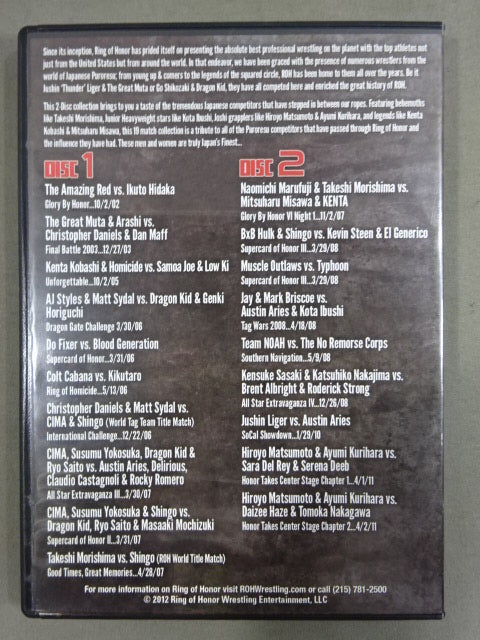 Since its inception, Ring of Honor has prided itself on presenting the absolute best professional wrestling on the planet with the top athletes not
just from the United States but from around the world. In that endeavor, we have been graced with the presence of numerous wrestlers from the
world of Japanese Puroresu; from young up & comers to the legends of the squared circle, ROH has been home to them all over the years. Be it
Jushin 'Thunder' Liger & The Great Muta or Go Shiozaki & Dragon Kid, they have all competed here and enriched the great history of ROH.
This 2-Disc collection brings to you a taste of the tremendous Japanese competitors that have stepped in between our ropes. Featuring behemoths
like Takeshi Morishima, Junior Heavyweight stars like Kota Ibushi, Joshi grapplers like Hiroyo Matsumoto & Ayumi Kurihara, and legends like Kenta
Kobashi & Mitsuharu Misawa, this 19 match collection is a tribute to all of the Puroresu competitors that have passed through Ring of Honor and
the influence they have had. These men and women are truly Japan's Finest...
DISC 1
The Amazing Red vs. Ikuto Hidaka
Glory By Honor...10/2/02
The Great Muta & Arashi vs.
Christopher Daniels & Dan Maff
Final Battle 2003...12/27/03
Kenta Kobashi & Homicide vs. Samoa Joe & Low Ki
Unforgettable...10/2/05
AJ Styles & Matt Sydal vs. Dragon Kid & Genki
Horiguchi
Dragon Gate Challenge 3/30/06
Do Fixer vs. Blood Generation
Supercard of Honor...3/31/06
Colt Cabana vs. Kikutaro
Ring of Homicide...5/13/06
Christopher Daniels & Matt Sydal vs.
CIMA & Shingo (World Tag Team Title Match)
International Challenge...12/22/06
CIMA, Susumu Yokosuka, Dragon Kid &
Ryo Saito vs. Austin Aries, Delirious,
Claudio Castagnoli & Rocky Romero
All Star Extravaganza III...3/30/07
CIMA, Susumu Yokosuka & Shingo vs.
Dragon Kid, Ryo Saito & Masaaki Mochizuki
Supercard of Honor II...3/31/07
Takeshi Morishima vs. Shingo (ROH World Title Match)
Good Times, Great Memories...4/28/07
DISC 2
Naomichi Marufuji & Takeshi Morishima vs.
Mitsuharu Misawa & KENTA
Glory By Honor VI Night 1...11/2/07
BxB Hulk & Shingo vs. Kevin Steen & El Generico
Supercard of Honor III...3/29/08
Muscle Outlaws vs. Typhoon
Supercard of Honor III...3/29/08
Jay & Mark Briscoe vs.
Austin Aries & Kota Ibushi
Tag Wars 2008...4/18/08
Team NOAH vs. The No Remorse Corps
Southern Navigation...5/9/08
Kensuke Sasaki & Katsuhiko Nakajima vs.
Brent Albright & Roderick Strong
All Star Extravaganza IV...12/26/08
Jushin Liger vs. Austin Aries
SoCal Showdown...1/29/10
Hiroyo Matsumoto & Ayumi Kurihara vs.
Sara Del Rey & Serena Deeb
Honor Takes Center Stage Chapter 1...4/1/11
Hiroyo Matsumoto & Ayumi Kurihara vs.
Daizee Haze & Tomoka Nakagawa
Honor Takes Center Stage Chapter 2...4/2/11
For more information on Ring of Honor visit ROHWrestling.com or call (215) 781-2500
© 2012 Ring of Honor Wrestling Entertainment, LLC